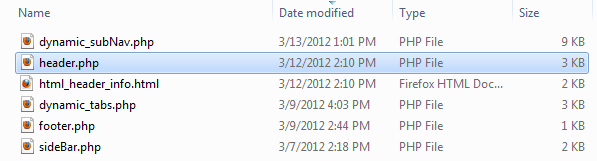 Name Date modified Type Size
dynamic_subNav.php 3/13/2012 1:01 PM PHP File 9 KB
header.php 3/12/2012 2:10 PM PHP File 3 KB
html_header_info.html 3/12/2012 2:10 PM Firefox HTML Doc... 2 KB
dynamic_tabs.php 3/9/2012 4:03 PM PHP File 3 KB
footer.php 3/9/2012 2:44 PM PHP File 1 KB
sideBar.php 3/7/2012 2:18 PM PHP File 2 KB